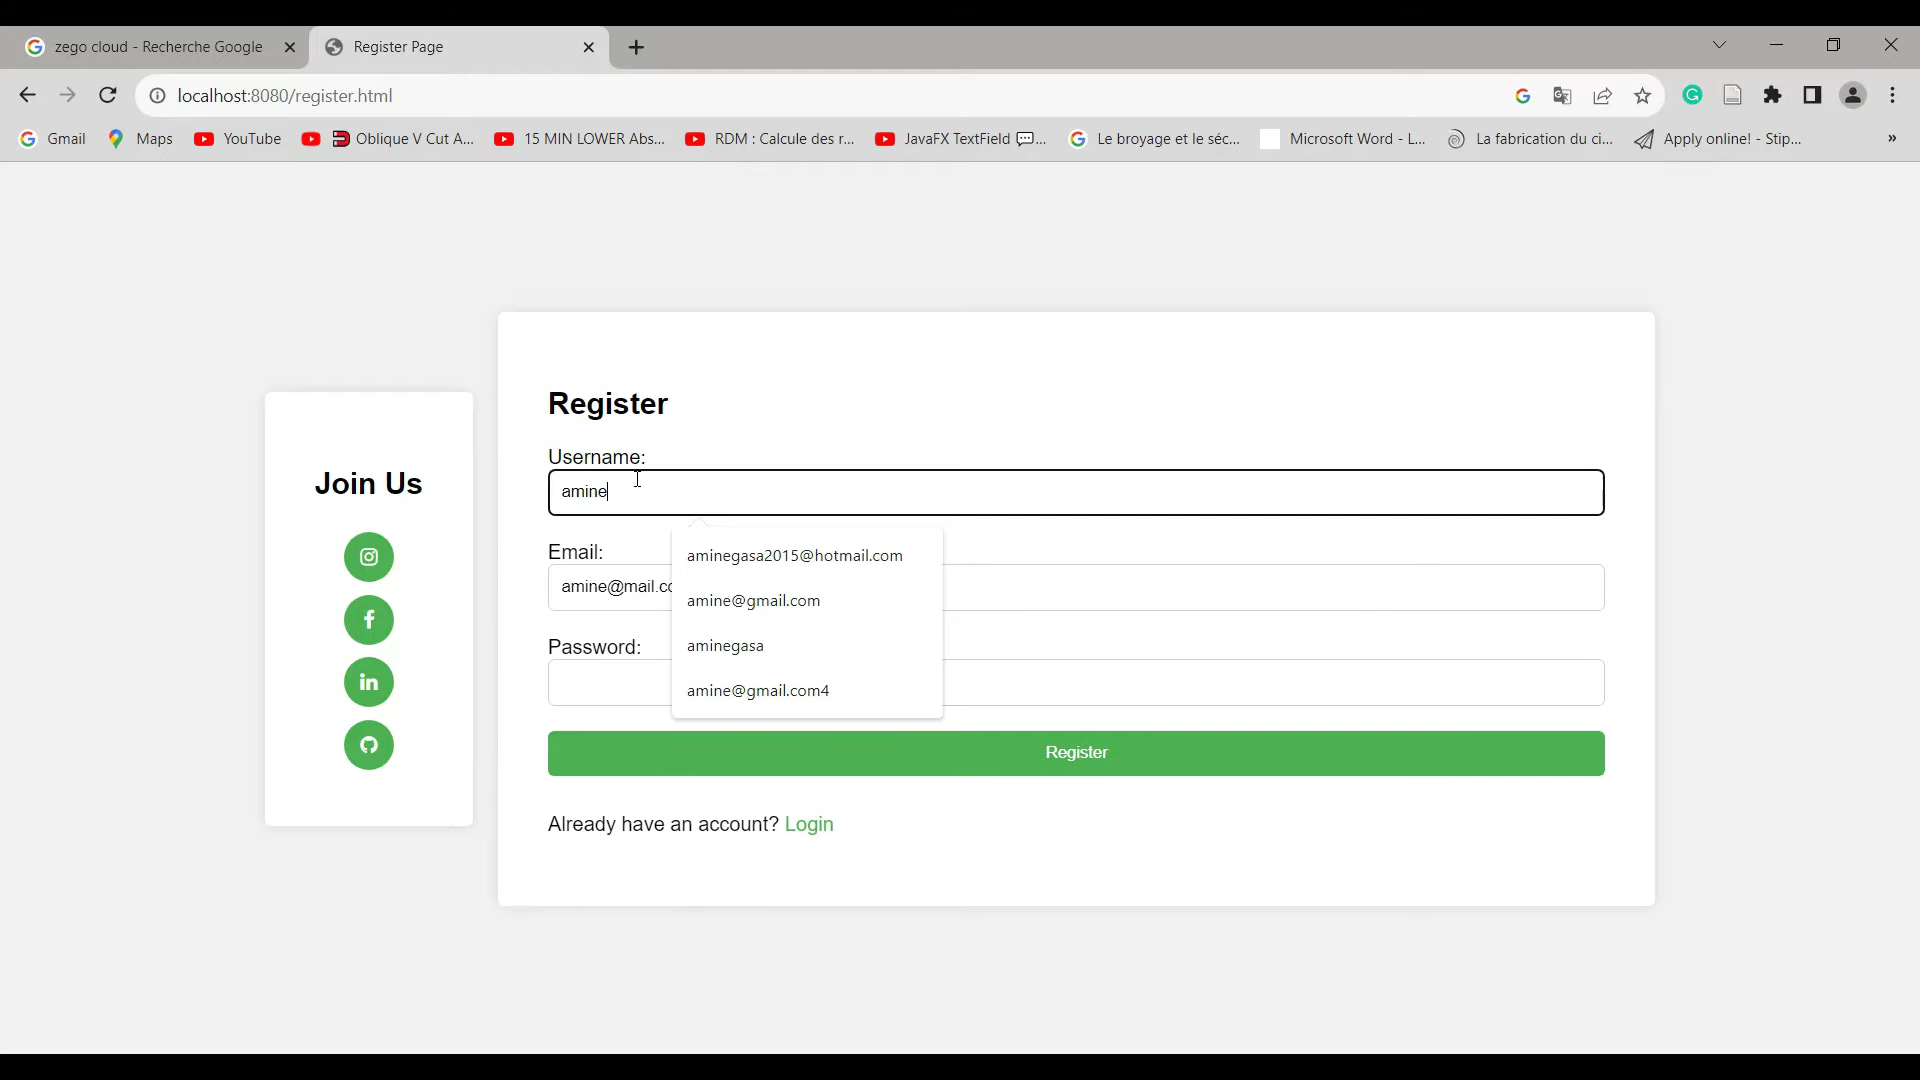 zego cloud - Recherche Google
Register Page
localhost:8080/register.html
Gmail
Maps
YouTube
Oblique V Cut A...
15 MIN LOWER Abs...
RDM : Calcule des r...
JavaFX TextField 💬...
Le broyage et le séc...
Microsoft Word - L...
La fabrication du ci...
Apply online! - Stip...
»
Join Us
Register
Username:
amine
Email:
amine@mail.co
Password:
aminegasa2015@hotmail.com
amine@gmail.com
aminegasa
amine@gmail.com4
Register
Already have an account? Login